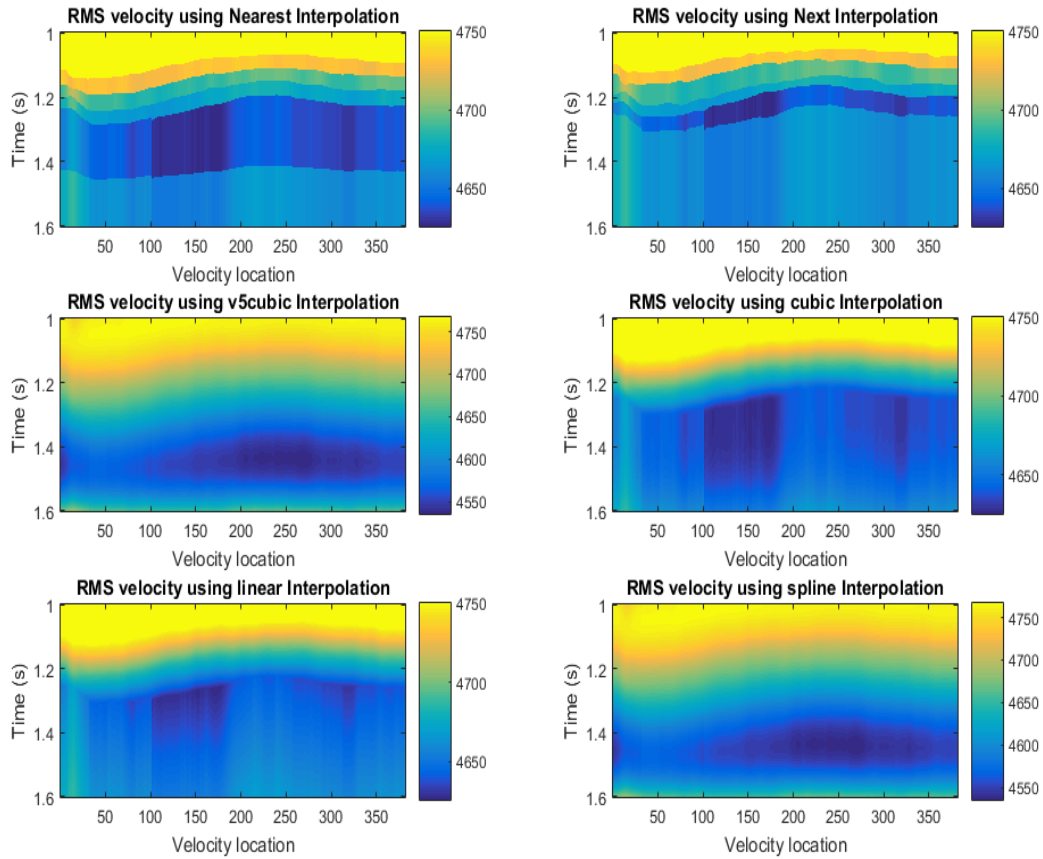 RMS velocity using Nearest Interpolation
1
1.2
1.4
1.6
Time (s)
50 100 150 200 250 300 350
Velocity location
4750
4700
4650
RMS velocity using Next Interpolation
1
1.2
1.4
1.6
Time (s)
50 100 150 200 250 300 350
Velocity location
4750
4700
4650
RMS velocity using v5cubic Interpolation
1
1.2
1.4
1.6
Time (s)
50 100 150 200 250 300 350
Velocity location
4750
4700
4650
4600
4550
RMS velocity using cubic Interpolation
1
1.2
1.4
1.6
Time (s)
50 100 150 200 250 300 350
Velocity location
4750
4700
4650
RMS velocity using linear Interpolation
1
1.2
1.4
1.6
Time (s)
50 100 150 200 250 300 350
Velocity location
4750
4700
4650
RMS velocity using spline Interpolation
1
1.2
1.4
1.6
Time (s)
50 100 150 200 250 300 350
Velocity location
4750
4700
4650
4600
4550